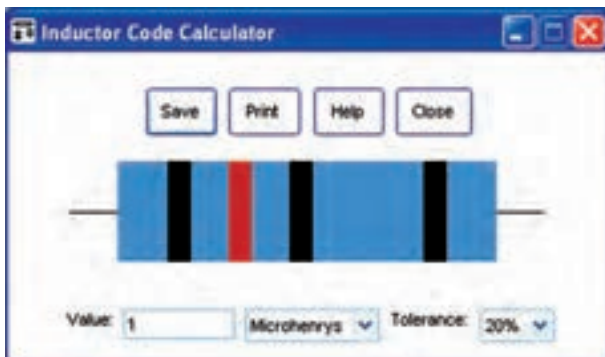 Inductor Code Calculator
Save Print Help Close
Value: 1 Microhenrys Tolerance: 20%